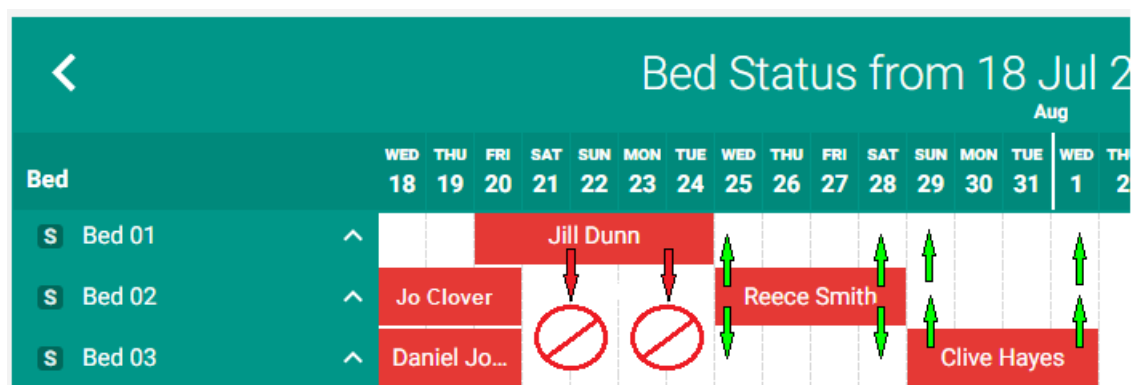 Bed Status from 18 Jul 2
Aug
Bed WED 18 THU 19 FRI 20 SAT 21 SUN 22 MON 23 TUE 24 WED 25 THU 26 FRI 27 SAT 28 SUN 29 MON 30 TUE 31 WED 1 TH 2
S Bed 01 Jill Dunn
S Bed 02 Jo Clover Reece Smith
S Bed 03 Daniel Jo... Clive Hayes